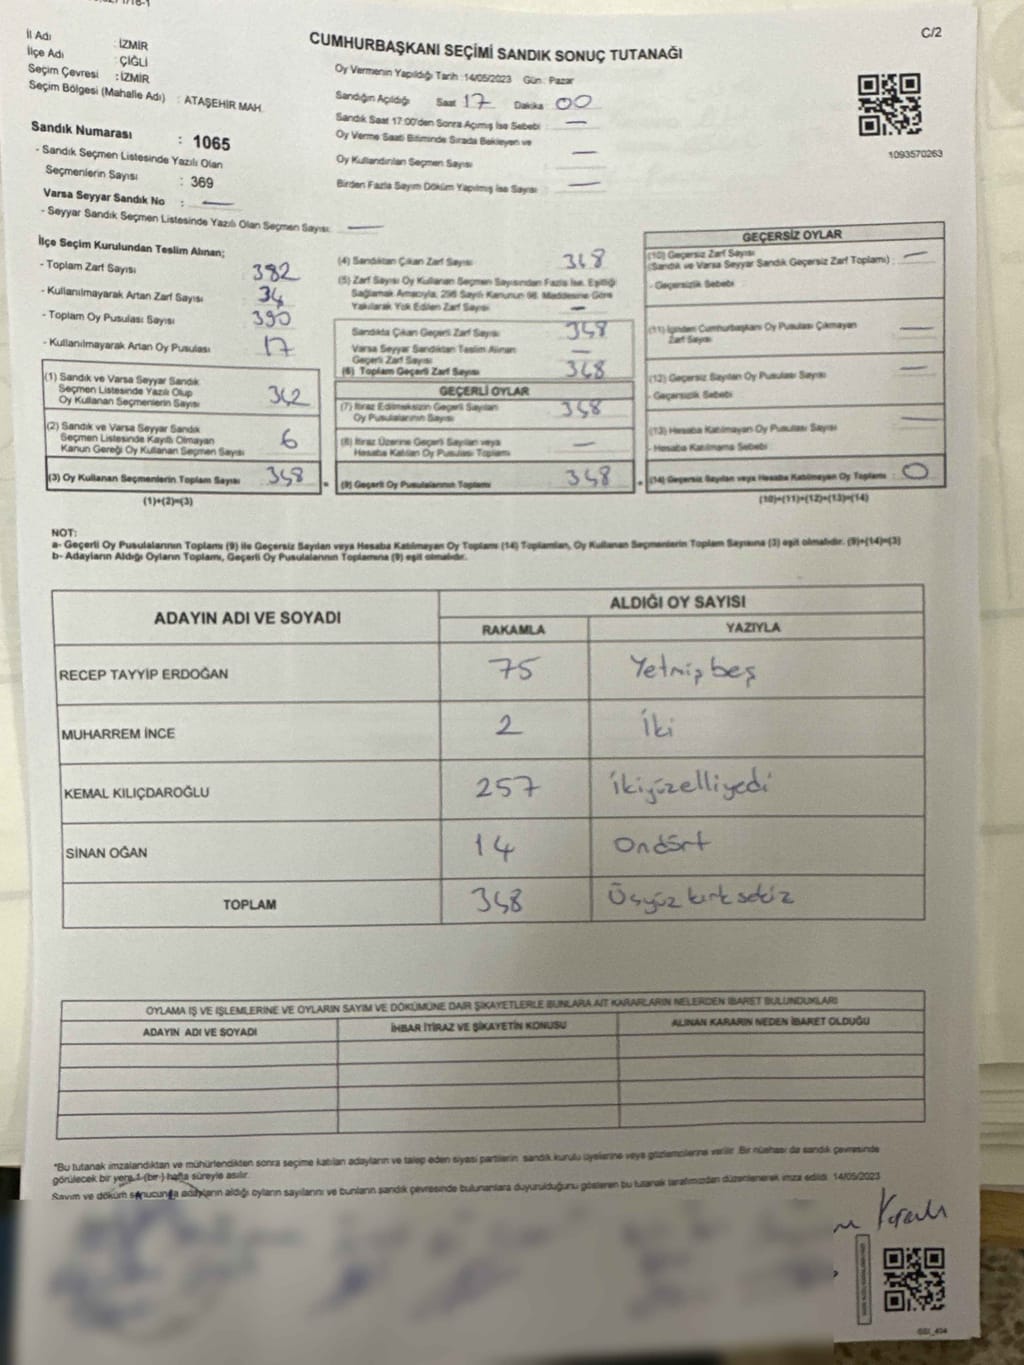 C/2
CUMHURBAŞKANI SEÇİMİ SANDIK SONUÇ TUTANAĞI
İl Adı : İZMİR
İlçe Adı : ÇİĞLİ
Seçim Çevresi : İZMİR
Seçim Bölgesi (Mahalle Adı) : ATAŞEHİR MAH.
Sandık Numarası : 1065
- Sandık Seçmen Listesinde Yazılı Olan
Seçmenlerin Sayısı : 369
Varsa Seyyar Sandık No : —
- Seyyar Sandık Seçmen Listesinde Yazılı Olan Seçmen Sayısı: —
Oy Vermenin Yapıldığı Tarih :14/05/2023 Gün : Pazar
Sandığın Açıldığı Saat 17 Dakika : 00
Sandık Saat 17:00'den Sonra Açımış İse Sebebi : —
Oy Verme Saati Bitiminde Sırada Bekleyen ve
Oy Kullandırılan Seçmen Sayısı —
Birden Fazla Sayım Döküm Yapılmış İse Sayısı : —
1093570263
İlçe Seçim Kurulundan Teslim Alınan;
- Toplam Zarf Sayısı 382
- Kullanılmayarak Artan Zarf Sayısı 34
- Toplam Oy Pusulası Sayısı 390
- Kullanılmayarak Artan Oy Pusulası 17
(1) Sandık ve Varsa Seyyar Sandık
Seçmen Listesinde Yazılı Olup
Oy Kullanan Seçmenlerin Sayısı 342
(2) Sandık ve Varsa Seyyar Sandık
Seçmen Listesinde Kayıtlı Olmayan
Kanun Gereği Oy Kullanan Seçmen Sayısı 6
(3) Oy Kullanan Seçmenlerin Toplam Sayısı 348 =
(1)+(2)=(3)
(4) Sandıktan Çıkan Zarf Sayısı 348
(5) Zarf Sayısı Oy Kullanan Seçmen Sayısından Fazla İse, Eşitliği
Sağlamak Amacıyla, 298 Sayılı Kanunun 98. Maddesine Göre
Yakılarak Yok Edilen Zarf Sayısı —
Sandıkta Çıkan Geçerli Zarf Sayısı 348
Varsa Seyyar Sandıktan Teslim Alınan
Geçerli Zarf Sayısı —
(6) Toplam Geçerli Zarf Sayısı 348
GEÇERLİ OYLAR
(7) İtiraz Edilmeksizin Geçerli Sayılan
Oy Pusulalarının Sayısı 348
(8) İtiraz Üzerine Geçerli Sayılan veya
Hesaba Katılan Oy Pusulası Toplamı —
(9) Geçerli Oy Pusulalarının Toplamı 348 +
GEÇERSİZ OYLAR
(10) Geçersiz Zarf Sayısı
(Sandık ve Varsa Seyyar Sandık Geçersiz Zarf Toplamı) : —
- Geçersizlik Sebebi
(11) İçinden Cumhurbaşkanı Oy Pusulası Çıkmayan
Zarf Sayısı —
(12) Geçersiz Sayılan Oy Pusulası Sayısı —
- Geçersizlik Sebebi
(13) Hesaba Katılmayan Oy Pusulası Sayısı —
- Hesaba Katılmama Sebebi
(14) Geçersiz Sayılan veya Hesaba Katılmayan Oy Toplamı : 0
(10)+(11)+(12)+(13)=(14)
NOT:
a- Geçerli Oy Pusulalarının Toplamı (9) ile Geçersiz Sayılan veya Hesaba Katılmayan Oy Toplamı (14) Toplamları, Oy Kullanan Seçmenlerin Toplam Sayısına (3) eşit olmalıdır. (9)+(14)=(3)
b- Adayların Aldığı Oyların Toplamı, Geçerli Oy Pusulalarının Toplamına (9) eşit olmalıdır.
ADAYIN ADI VE SOYADI ALDIĞI OY SAYISI
RAKAMLA YAZIYLA
RECEP TAYYİP ERDOĞAN 75 Yetmişbeş
MUHARREM İNCE 2 İki
KEMAL KILIÇDAROĞLU 257 İkiyüzelliyedi
SİNAN OĞAN 14 Ondört
TOPLAM 348 Üçyüz kırk sekiz
OYLAMA İŞ VE İŞLEMLERİNE VE OYLARIN SAYIM VE DÖKÜMÜNE DAİR ŞİKAYETLERLE BUNLARA AİT KARARLARIN NELERDEN İBARET BULUNDUKLARI
ADAYIN ADI VE SOYADI İHBAR İTİRAZ VE ŞİKAYETİN KONUSU ALINAN KARARIN NEDEN İBARET OLDUĞU
*Bu tutanak imzalandıktan ve mühürlendikten sonra seçime katılan adayların ve talep eden siyasi partilerin sandık kurulu üyelerine veya gözlemcilerine verilir. Bir nüshası da sandık çevresinde
görülecek bir yere 1 (bir) hafta süreyle asılır.
Sayım ve döküm sonucunda adayların aldığı oyların sayılarını ve bunların sandık çevresinde bulunanlara duyurulduğunu gösteren bu tutanak tarafımızdan düzenlenerek imza edildi. 14/05/2023